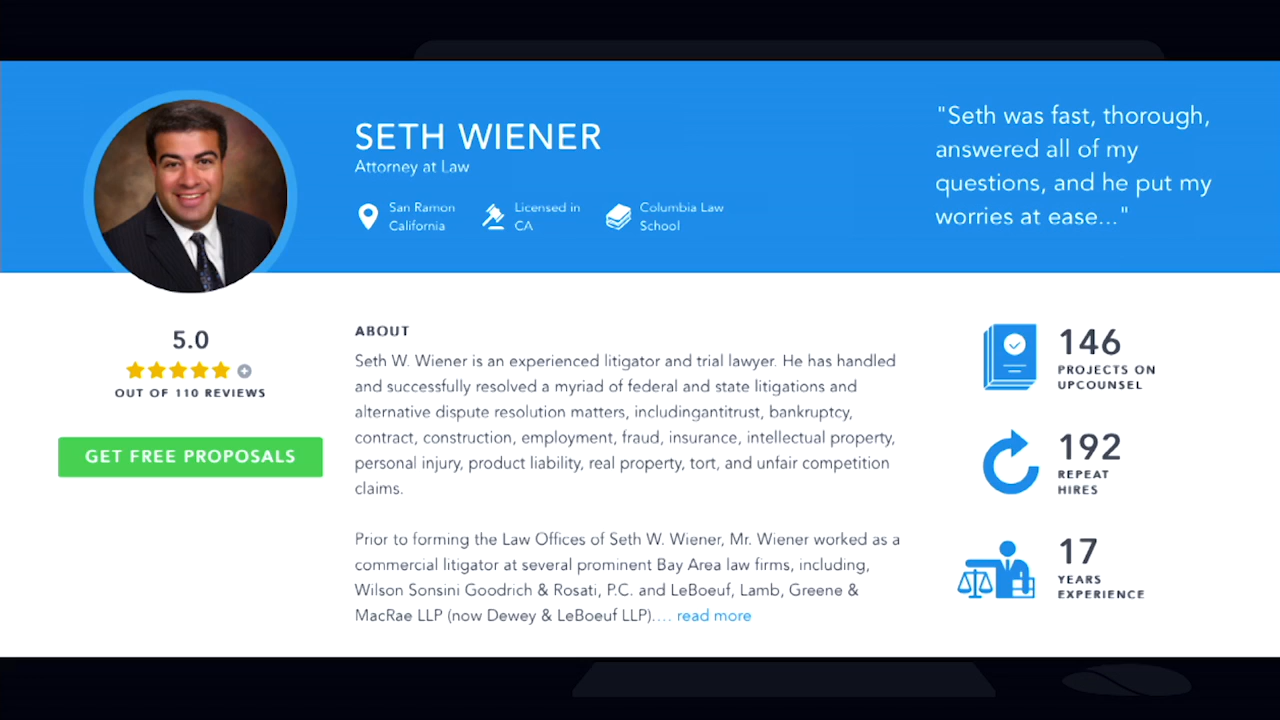 SETH WIENER
Attorney at Law
San Ramon
California
Licensed in
CA
Columbia Law
School
"Seth was fast, thorough,
answered all of my
questions, and he put my
worries at ease..."
5.0
OUT OF 110 REVIEWS
GET FREE PROPOSALS
ABOUT
Seth W. Wiener is an experienced litigator and trial lawyer. He has handled
and successfully resolved a myriad of federal and state litigations and
alternative dispute resolution matters, includingantitrust, bankruptcy,
contract, construction, employment, fraud, insurance, intellectual property,
personal injury, product liability, real property, tort, and unfair competition
claims.
Prior to forming the Law Offices of Seth W. Wiener, Mr. Wiener worked as a
commercial litigator at several prominent Bay Area law firms, including,
Wilson Sonsini Goodrich & Rosati, P.C. and LeBoeuf, Lamb, Greene &
MacRae LLP (now Dewey & LeBoeuf LLP).... read more
146
PROJECTS ON
UPCOUNSEL
192
REPEAT
HIRES
17
YEARS
EXPERIENCE